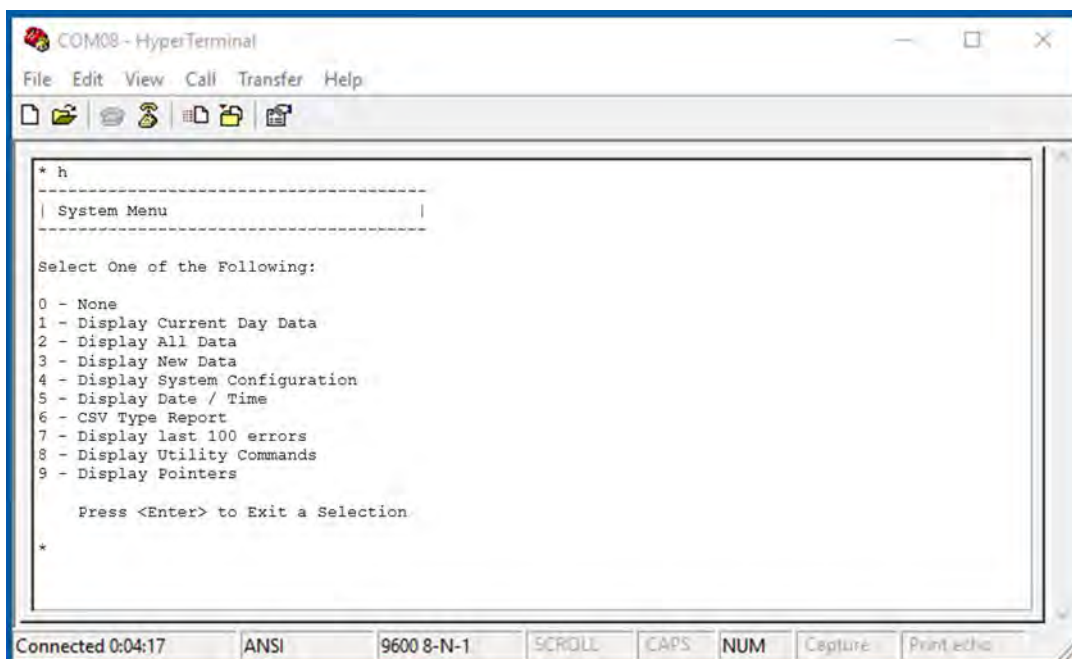 COM08 - HyperTerminal
File Edit View Call Transfer Help
* h
---------------------------------------
| System Menu |
---------------------------------------
Select One of the Following:
0 - None
1 - Display Current Day Data
2 - Display All Data
3 - Display New Data
4 - Display System Configuration
5 - Display Date / Time
6 - CSV Type Report
7 - Display last 100 errors
8 - Display Utility Commands
9 - Display Pointers
Press <Enter> to Exit a Selection
*
Connected 0:04:17 ANSI 9600 8-N-1 SCROLL CAPS NUM Capture Print echo